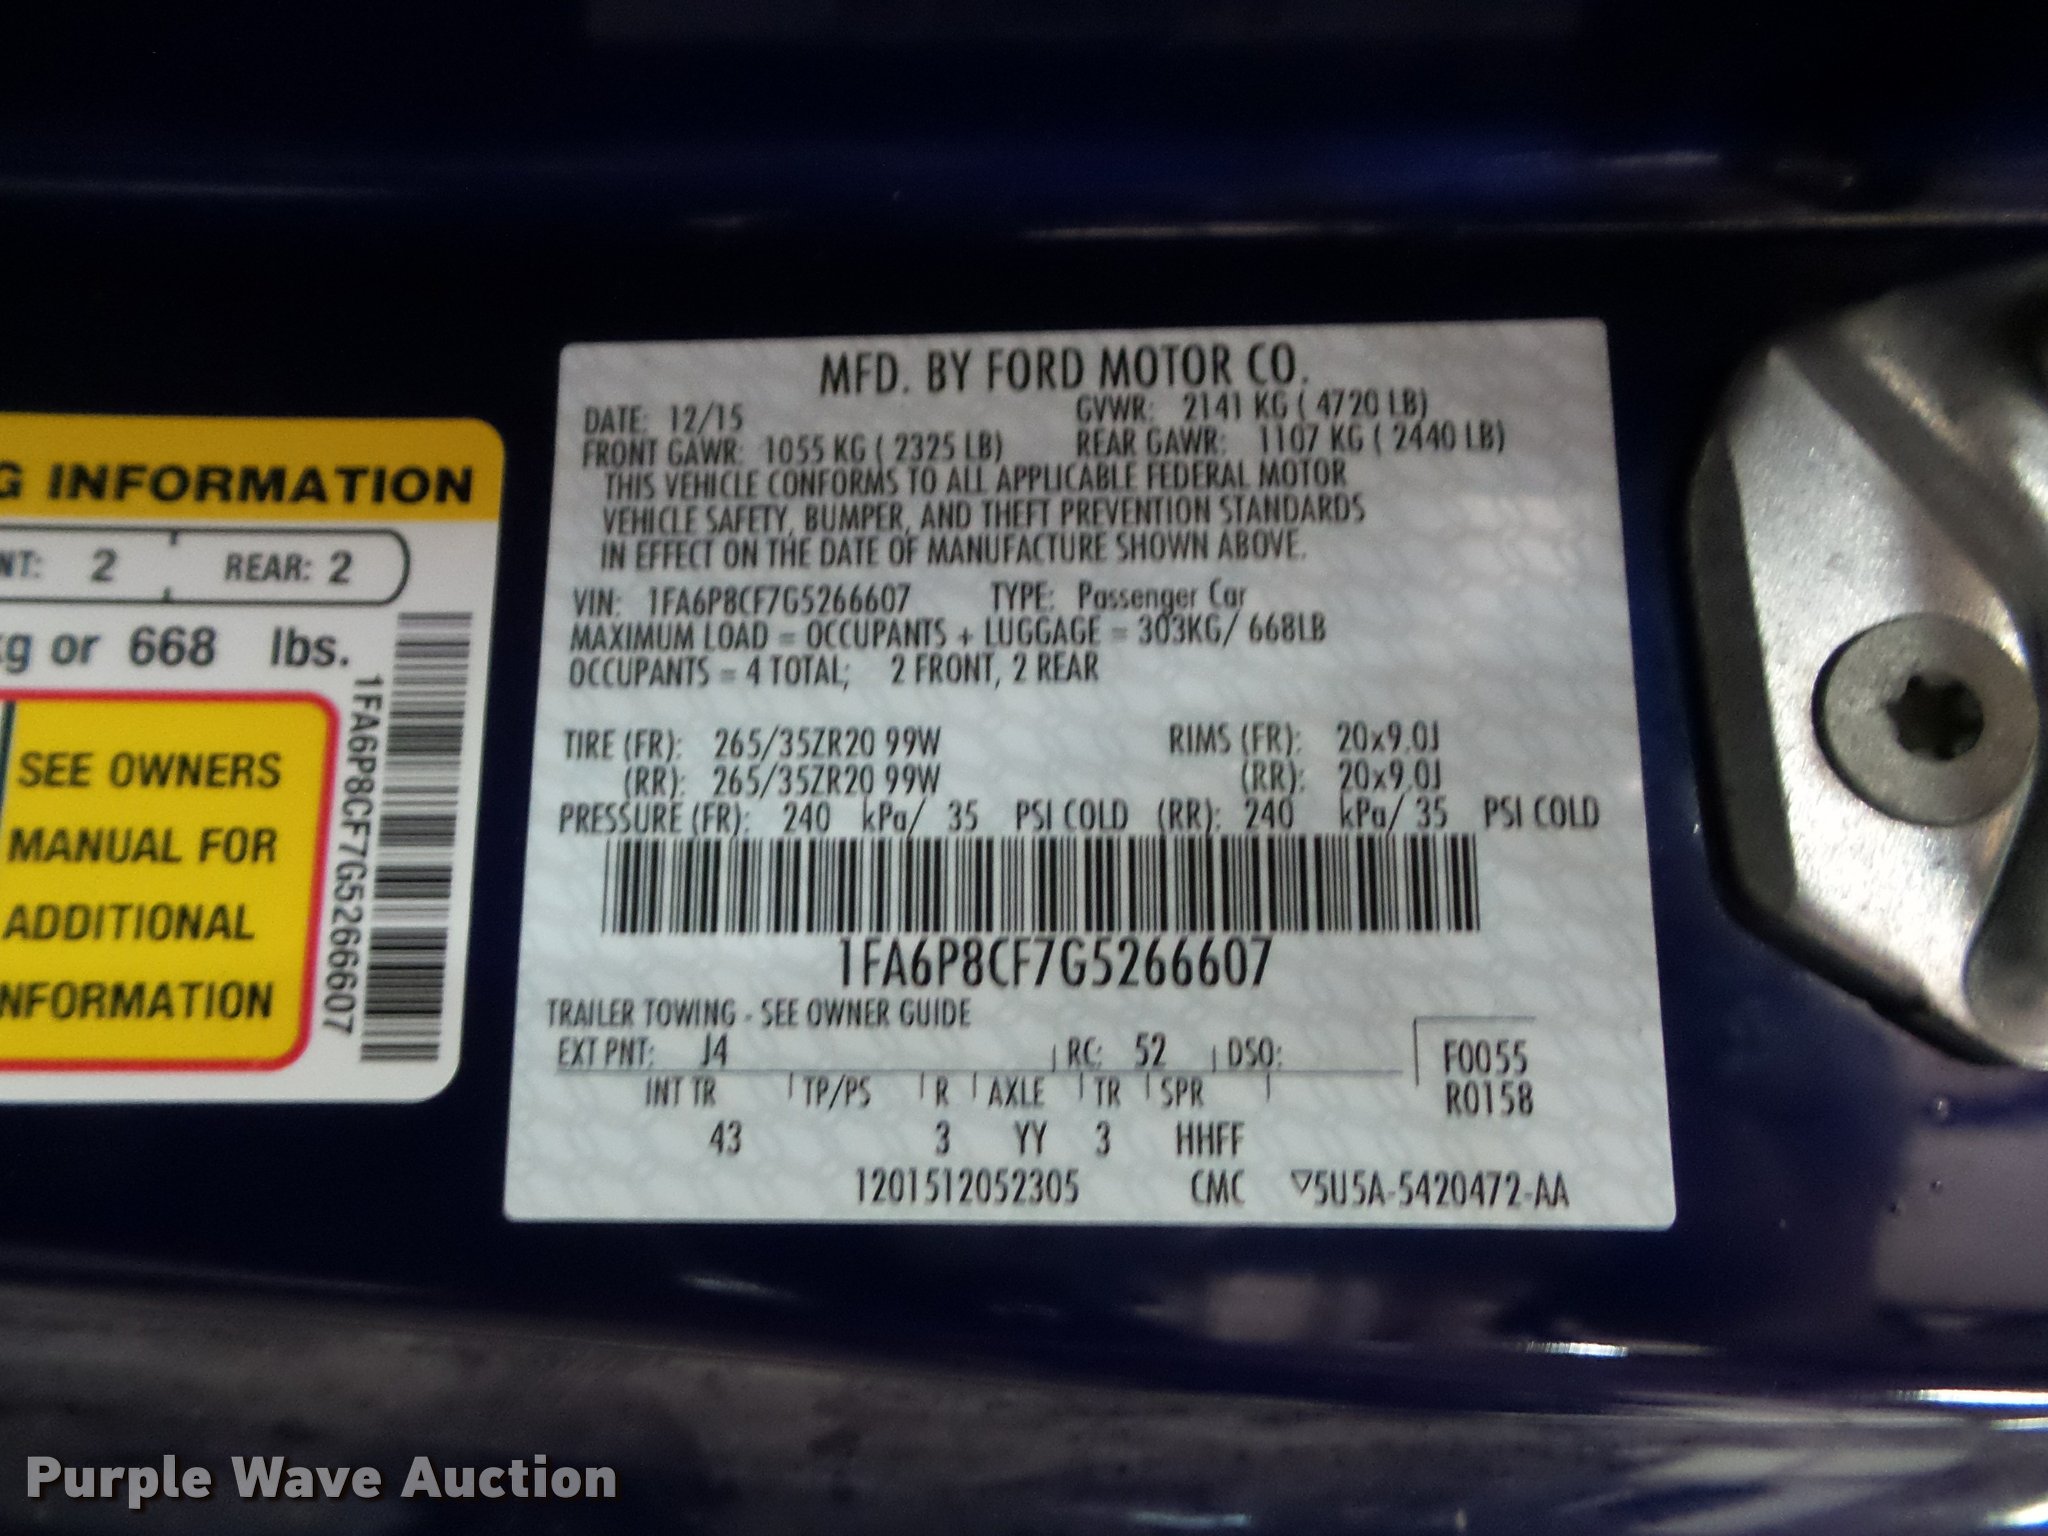 MFD. BY FORD MOTOR CO.
DATE: 12/15 GVWR: 2141 KG ( 4720 LB)
FRONT GAWR: 1055 KG ( 2325 LB) REAR GAWR: 1107 KG ( 2440 LB)
THIS VEHICLE CONFORMS TO ALL APPLICABLE FEDERAL MOTOR
VEHICLE SAFETY, BUMPER, AND THEFT PREVENTION STANDARDS
IN EFFECT ON THE DATE OF MANUFACTURE SHOWN ABOVE.
VIN: 1FA6P8CF7G5266607 TYPE: Passenger Car
MAXIMUM LOAD = OCCUPANTS + LUGGAGE = 303KG/ 668LB
OCCUPANTS = 4 TOTAL; 2 FRONT, 2 REAR
TIRE (FR): 265/35ZR20 99W RIMS (FR): 20x9.0J
(RR): 265/35ZR20 99W (RR): 20x9.0J
PRESSURE (FR): 240 kPa/ 35 PSI COLD (RR): 240 kPa/ 35 PSI COLD
1FA6P8CF7G5266607
TRAILER TOWING - SEE OWNER GUIDE
EXT PNT: J4 RC: 52 DSO: F0055
INT TR TP/PS R AXLE TR SPR R0158
43 3 YY 3 HHFF
1201512052305 CMC ▽5U5A-5420472-AA
G INFORMATION
NT: 2 REAR: 2
kg or 668 lbs.
SEE OWNERS
MANUAL FOR
ADDITIONAL
INFORMATION
1FA6P8CF7G5266607
Purple Wave Auction